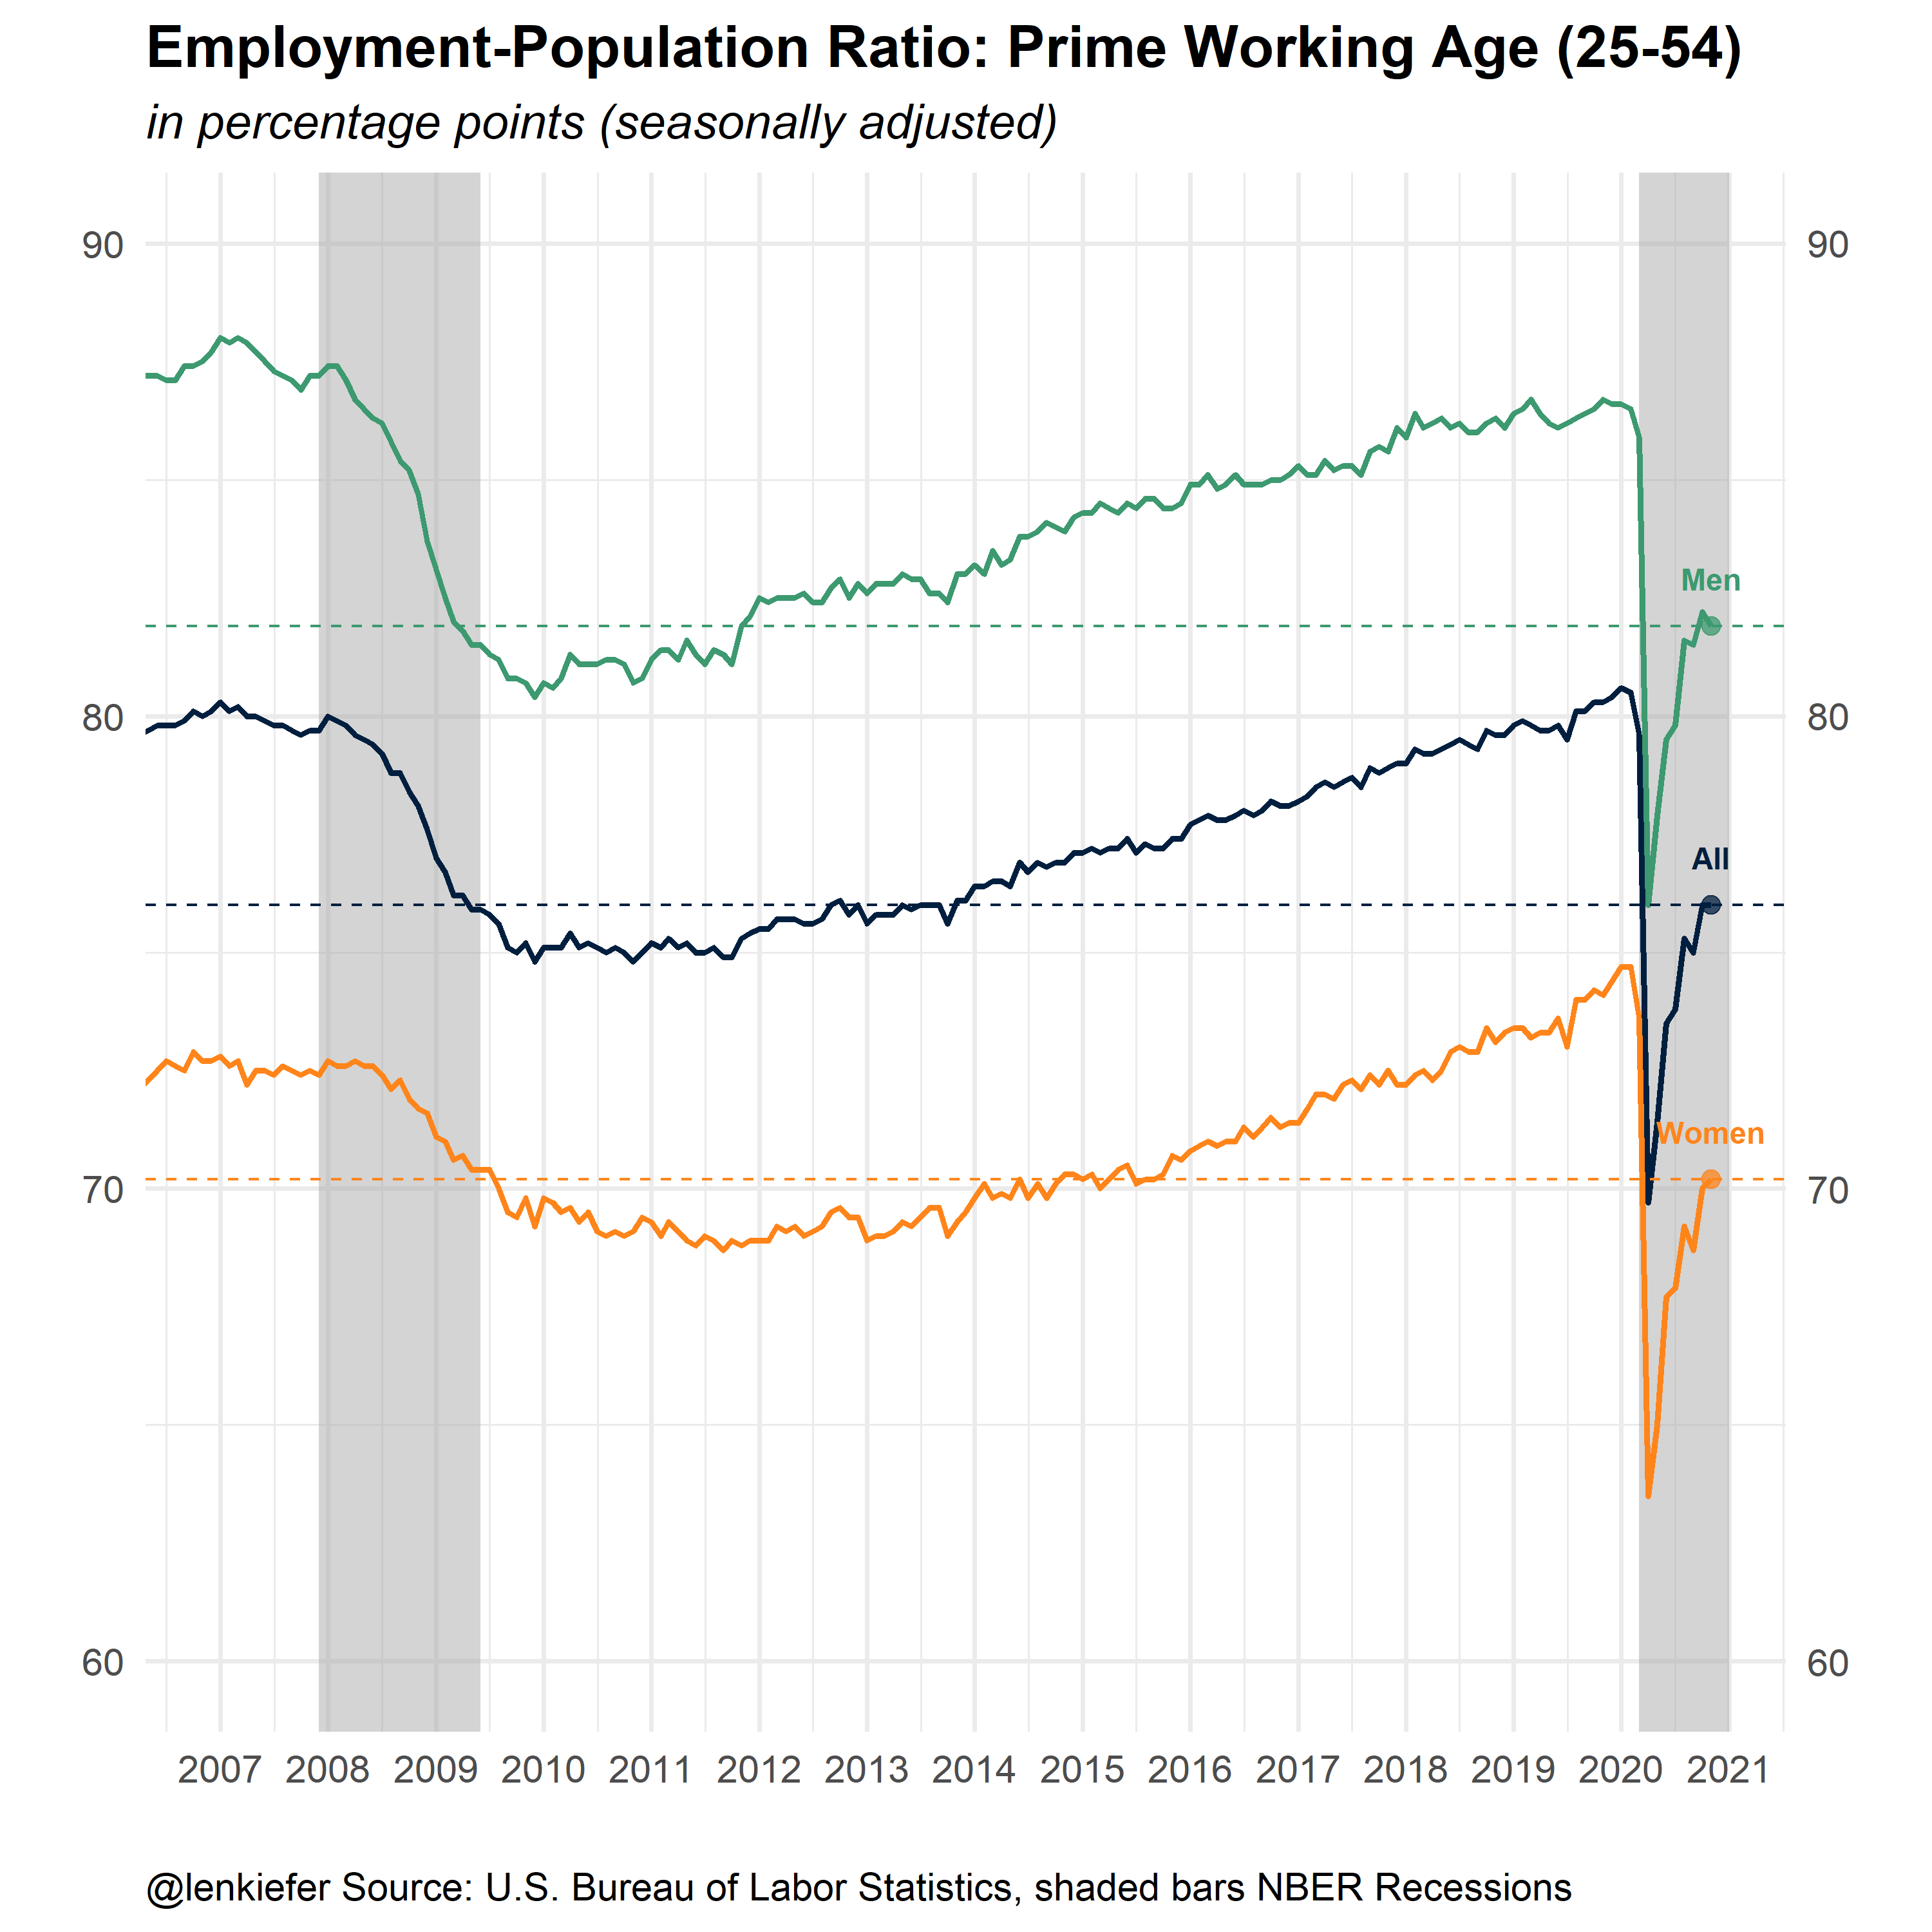 Employment-Population Ratio: Prime Working Age (25-54)
in percentage points (seasonally adjusted)
90 90
Men
80 80
All
Women
70 70
60 60
2007 2008 2009 2010 2011 2012 2013 2014 2015 2016 2017 2018 2019 2020 2021
@lenkiefer Source: U.S. Bureau of Labor Statistics, shaded bars NBER Recessions